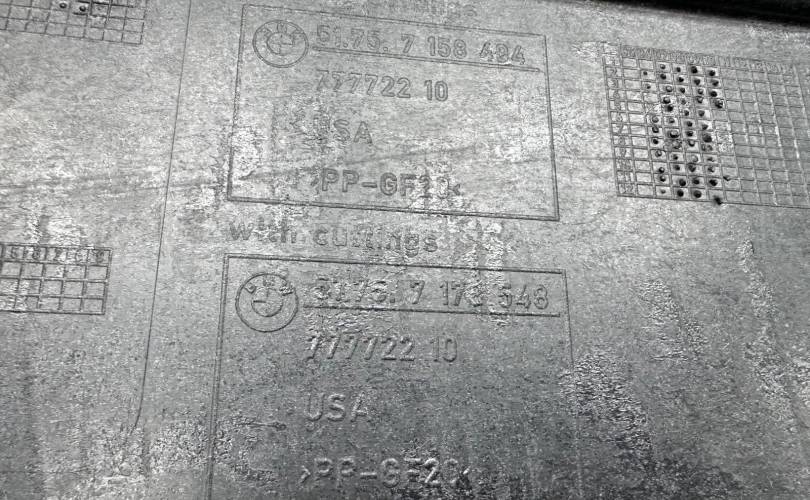 51.75. 7 158 494
777722 10
USA
>PP-GF20<
with cuttings
BMW
51.75. 7 178 548
777722 10
USA
>PP-GF20<